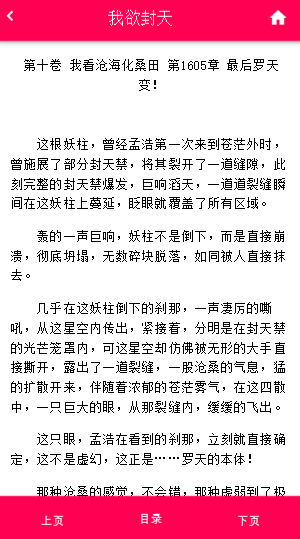 我欲封天
第十卷 我看沧海化桑田 第1605章 最后罗天
变！
这根妖柱，曾经孟浩第一次来到苍茫外时，
曾施展了部分封天禁，将其裂开了一道缝隙，此
刻完整的封天禁爆发，巨响滔天，一道道裂缝瞬
间在这妖柱上蔓延，眨眼就覆盖了所有区域。
轰的一声巨响，妖柱不是倒下，而是直接崩
溃，彻底坍塌，无数碎块脱落，如同被人直接抹
去。
几乎在这妖柱倒下的刹那，一声凄厉的嘶
吼，从这星空内传出，紧接着，分明是在封天禁
的光芒笼罩内，可这星空却仿佛被无形的大手直
接撕开，露出了一道裂缝，一股沧桑的气息，猛
的扩散开来，伴随着浓郁的苍茫雾气，在这四散
中，一只巨大的眼，从那裂缝内，缓缓的飞出。
这只眼，孟浩在看到的刹那，立刻就直接确
定，这不是虚幻，这正是……罗天的本体！
那种沧桑的感觉，不会错，那种虚弱到了极
上页
目录
下页